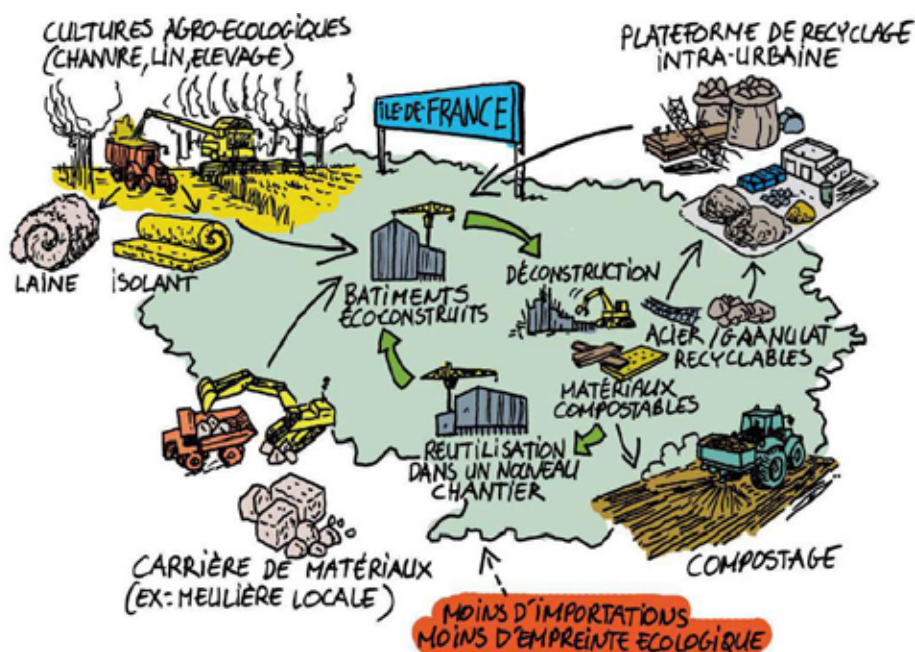 CULTURES AGRO-ECOLOGIQUES
(CHANVRE, LIN, ELEVAGE)
PLATEFORME DE RECYCLAGE
INTRA-URBAINE
ÎLE-DE-FRANCE
LAINE
ISOLANT
BATIMENTS
ÉCOCONSTRUITS
DÉCONSTRUCTION
ACIER/GRANULAT
RECYCLABLES
MATÉRIAUX
COMPOSTABLES
RÉUTILISATION
DANS UN NOUVEAU
CHANTIER
COMPOSTAGE
CARRIÈRE DE MATÉRIAUX
(EX: MEULIÈRE LOCALE)
MOINS D'IMPORTATIONS
MOINS D'EMPREINTE ECOLOGIQUE